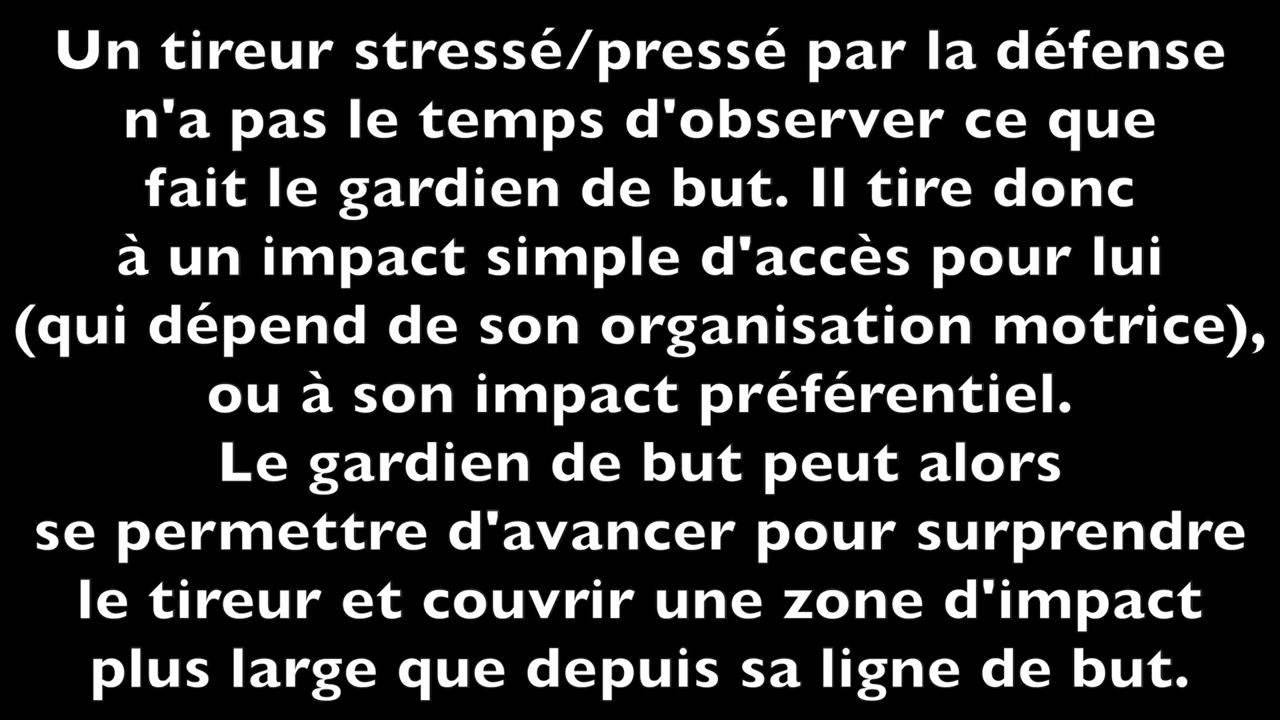 Un tireur stressé/pressé par la défense
n'a pas le temps d'observer ce que
fait le gardien de but. Il tire donc
à un impact simple d'accès pour lui
(qui dépend de son organisation motrice),
ou à son impact préférentiel.
Le gardien de but peut alors
se permettre d'avancer pour surprendre
le tireur et couvrir une zone d'impact
plus large que depuis sa ligne de but.